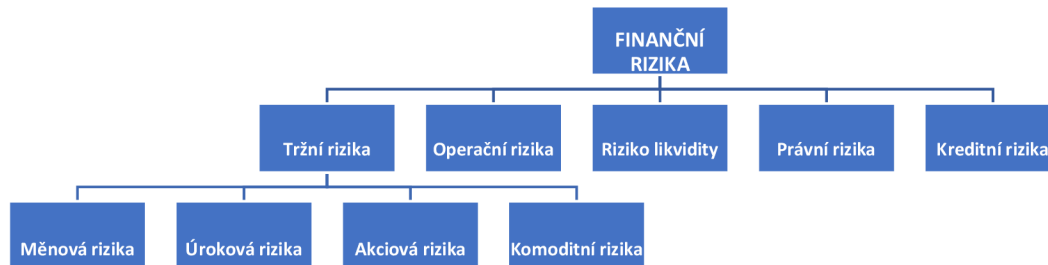 FINANČNÍ
RIZIKA
Tržní rizika
Operační rizika
Riziko likvidity
Právní rizika
Kreditní rizika
Měnová rizika
Úroková rizika
Akciová rizika
Komoditní rizika